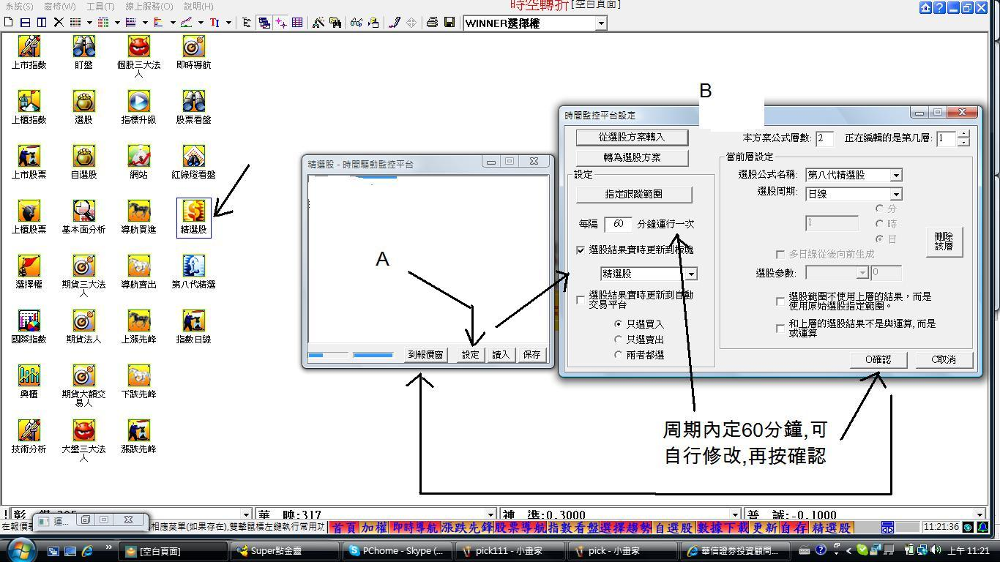 系統(S) 窗格(W) 工具(T) 線上服務(O) 說明(H)
時空轉折 [空白頁面]
WINNER選擇權
上市指數 盯盤 個股三大法人 即時導航
上櫃指數 選股 指標升級 股票看盤
上市股票 自選股 網站 紅綠燈看盤
上櫃股票 基本面分析 導航買進 精選股
選擇權 期貨三大法人 導航賣出 第八代精選
國際指數 期貨法人 上漲先峰 指數日線
興櫃 期貨大額交易人 下跌先峰
技術分析 大盤三大法人 漲跌先峰
精選股 - 時間驅動監控平台
A
到報價窗 設定 讀入 保存
B
時間監控平台設定
從選股方案轉入
轉為選股方案
本方案公式層數: 2 正在編輯的是第几層: 1
設定
指定跟蹤範圍
每隔 60 分鐘運行一次
選股結果實時更新到板塊
精選股
選股結果實時更新到自動
交易平台
只選買入
只選賣出
兩者都選
當前層設定
選股公式名稱: 第八代精選股
選股周期: 日線
分
1 時
日
刪除
該層
多日線從後向前生成
選股參數: 0
選股範圍不使用上層的結果，而是
使用原始選股指定範圍。
和上層的選股結果不是與運算, 而是
或運算
O確認 C取消
周期內定60分鐘,可
自行修改,再按確認
華 映:317 神 準:0.3000 普 誠:-0.1000
運...
在報價表 相應菜單(如果存在),雙擊鼠標左鍵執行常用功
首頁 加權 即時導航 漲跌先鋒 股票導航 指數看盤 選擇趨勢 自選股 數據下載 更新 自存 精選股
11:21:36
[空白頁面] Super點金靈 PChome - Skype (... pick111 - 小畫家 pick - 小畫家 華信證券投資顧問... 上午 11:21